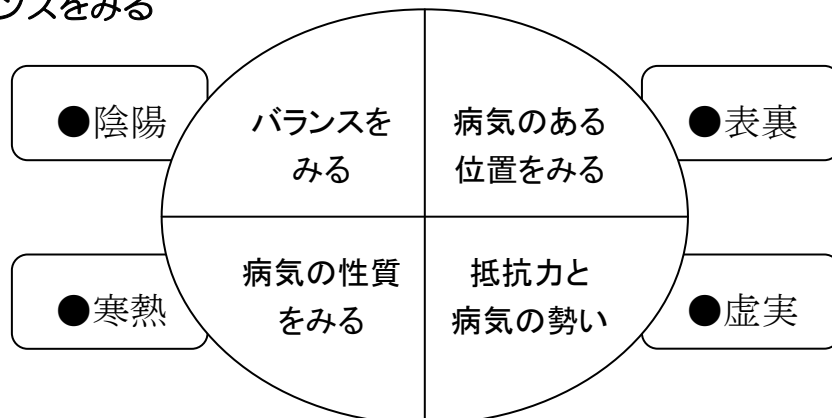 ンスをみる
●陰陽
バランスを
みる
病気のある
位置をみる
●表裏
●寒熱
病気の性質
をみる
抵抗力と
病気の勢い
●虚実